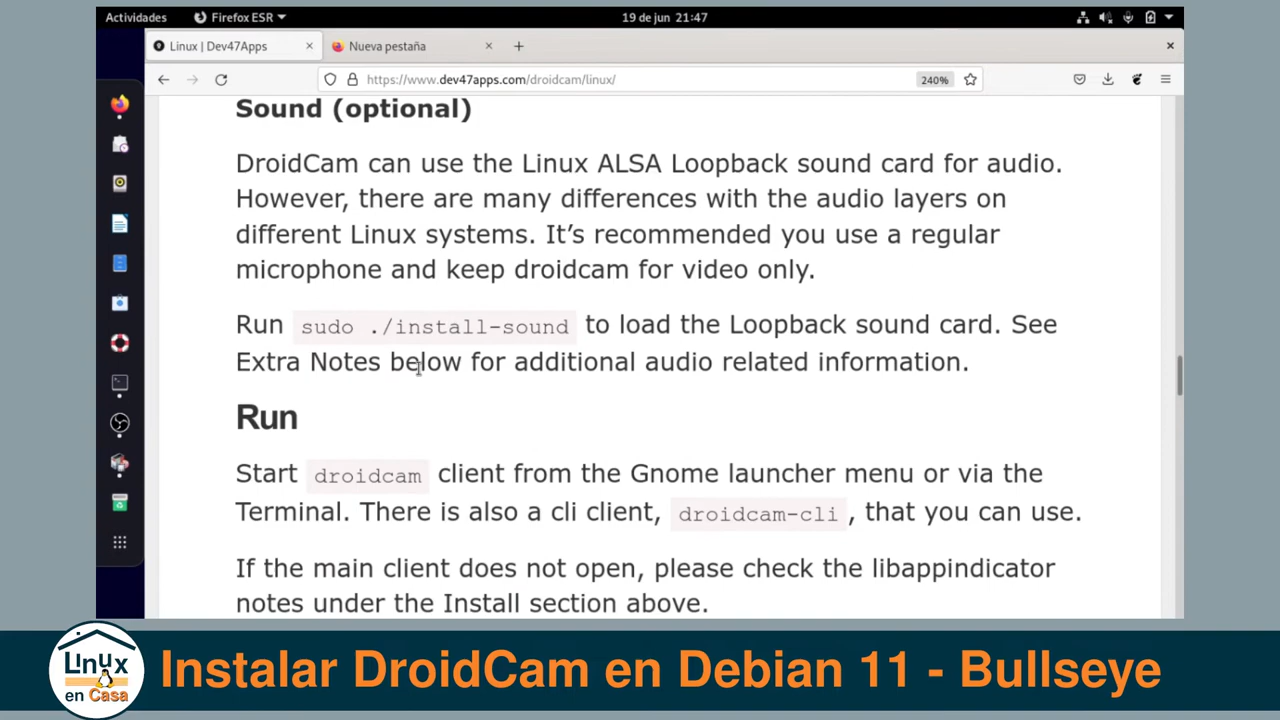 Actividades
Firefox ESR
19 de jun 21:47
Linux | Dev47Apps
Nueva pestaña
https://www.dev47apps.com/droidcam/linux/
240%
Sound (optional)
DroidCam can use the Linux ALSA Loopback sound card for audio.
However, there are many differences with the audio layers on
different Linux systems. It’s recommended you use a regular
microphone and keep droidcam for video only.
Run sudo ./install-sound to load the Loopback sound card. See
Extra Notes below for additional audio related information.
Run
Start droidcam client from the Gnome launcher menu or via the
Terminal. There is also a cli client, droidcam-cli, that you can use.
If the main client does not open, please check the libappindicator
notes under the Install section above.
Linux
en Casa
Instalar DroidCam en Debian 11 - Bullseye